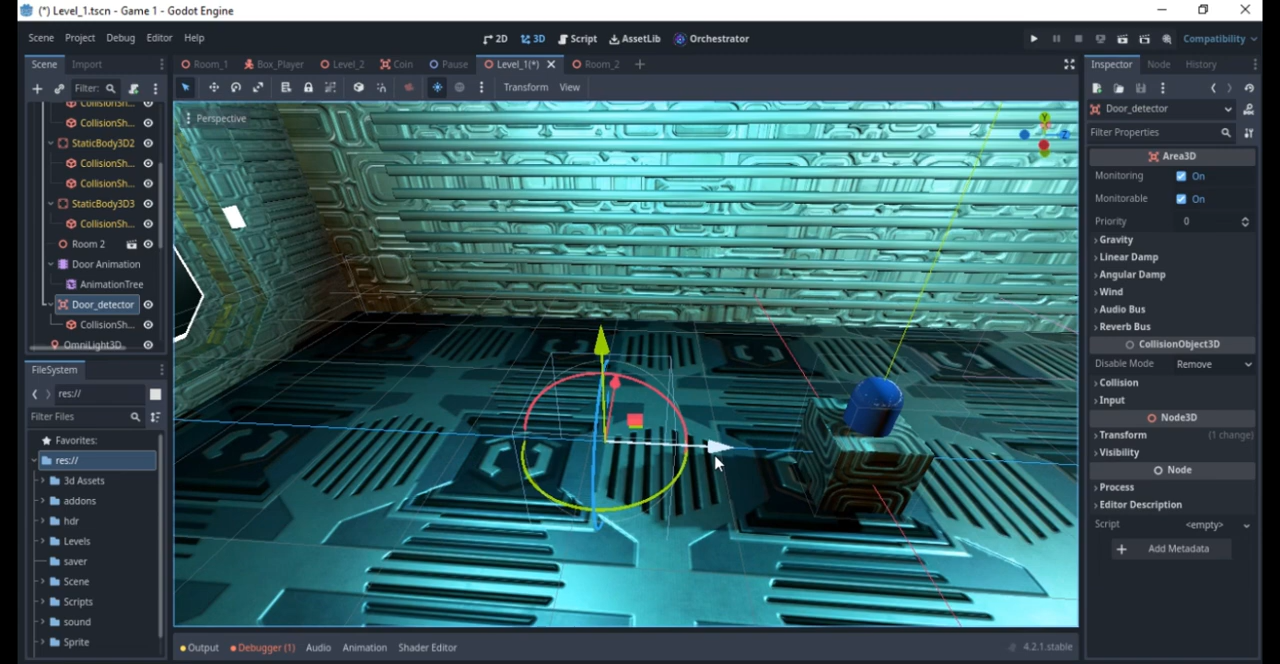 (*) Level_1.tscn - Game 1 - Godot Engine
Scene Project Debug Editor Help
2D 3D Script AssetLib Orchestrator
Compatibility
Scene Import
Room_1 Box_Player Level_2 Coin Pause Level_1(*) Room_2
Inspector Node History
Filter:
Transform View
Perspective
CollisionSh...
CollisionSh...
StaticBody3D2
CollisionSh...
CollisionSh...
StaticBody3D3
CollisionSh...
Room 2
Door Animation
AnimationTree
Door_detector
CollisionSh...
OmniLight3D
FileSystem
res://
Filter Files
Favorites:
res://
3d Assets
addons
hdr
Levels
saver
Scene
Scripts
sound
Sprite
Y
Z
Door_detector
Filter Properties
Area3D
Monitoring On
Monitorable On
Priority 0
Gravity
Linear Damp
Angular Damp
Wind
Audio Bus
Reverb Bus
CollisionObject3D
Disable Mode Remove
Collision
Input
Node3D
Transform (1 change)
Visibility
Node
Process
Editor Description
Script <empty>
Add Metadata
Output Debugger (1) Audio Animation Shader Editor
4.2.1.stable